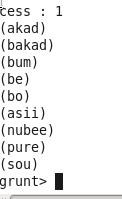 cess : 1
(akad)
(bakad)
(bum)
(be)
(bo)
(asii)
(nubee)
(pure)
(sou)
grunt>